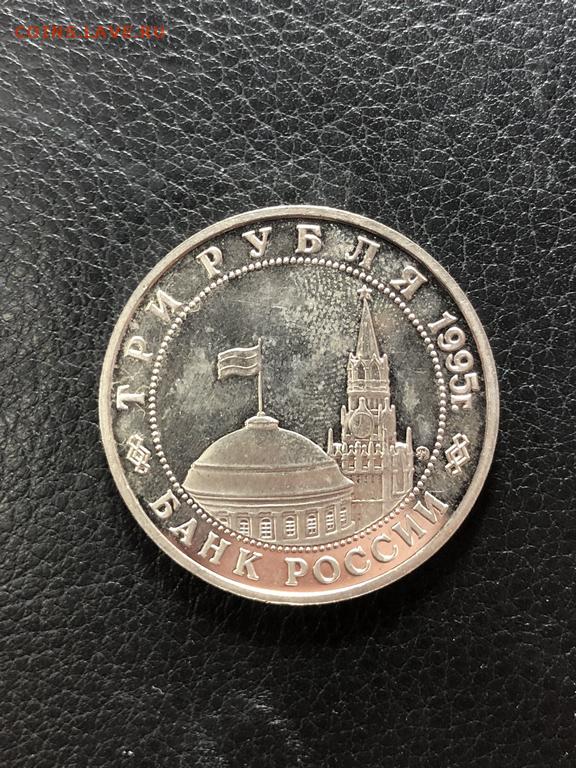 COINS.LAVE.RU
ТРИ РУБЛЯ 1995г.
БАНК РОССИИ